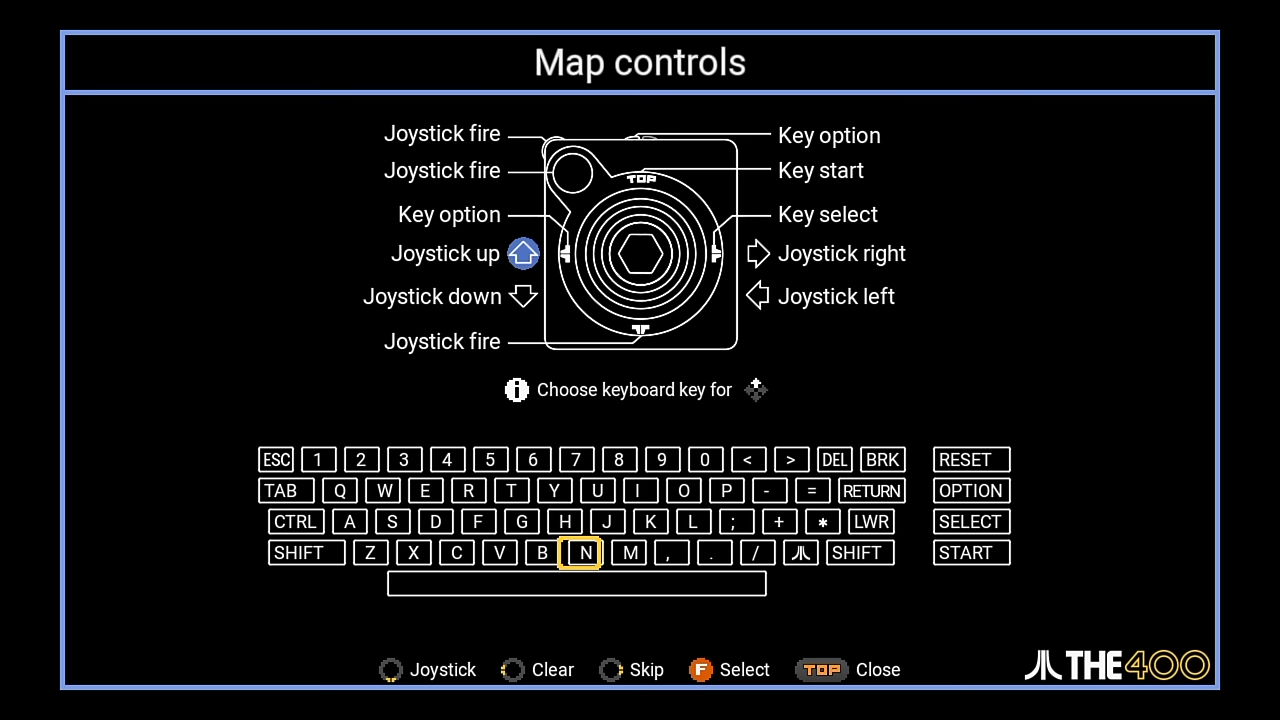 Map controls
Joystick fire
Key option
Joystick fire
TOP
Key start
Key option
Key select
Joystick up
Joystick right
Joystick down
Joystick left
Joystick fire
i Choose keyboard key for
ESC 1 2 3 4 5 6 7 8 9 0 < > DEL BRK RESET
TAB Q W E R T Y U I O P - = RETURN OPTION
CTRL A S D F G H J K L ; + * LWR SELECT
SHIFT Z X C V B N M , . / SHIFT START
Joystick Clear Skip F Select TOP Close
THE400